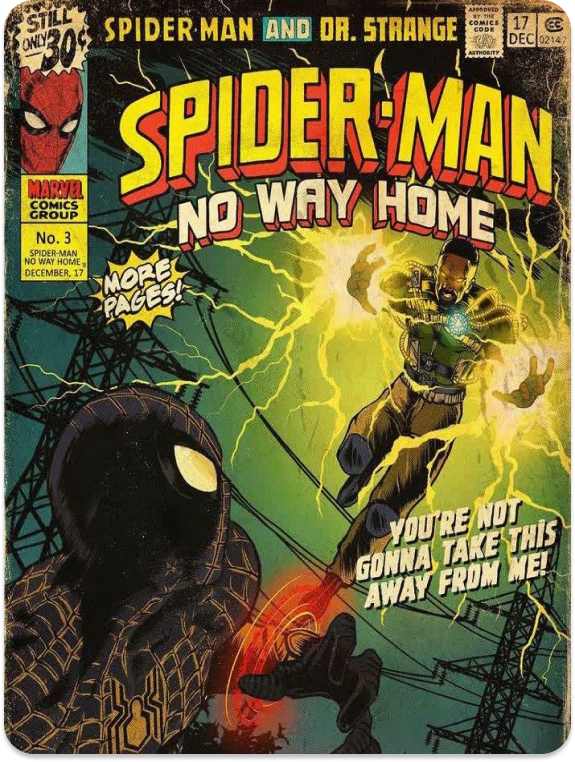 STILL
ONLY 30¢
SPIDER-MAN AND DR. STRANGE
APPROVED
BY THE
COMICS
CODE
AUTHORITY
17
DEC
CC
02147
SPIDER-MAN
NO WAY HOME
MARVEL
COMICS
GROUP
No. 3
SPIDER-MAN
NO WAY HOME
DECEMBER, 17
MORE
PAGES!
YOU'RE NOT
GONNA TAKE THIS
AWAY FROM ME!